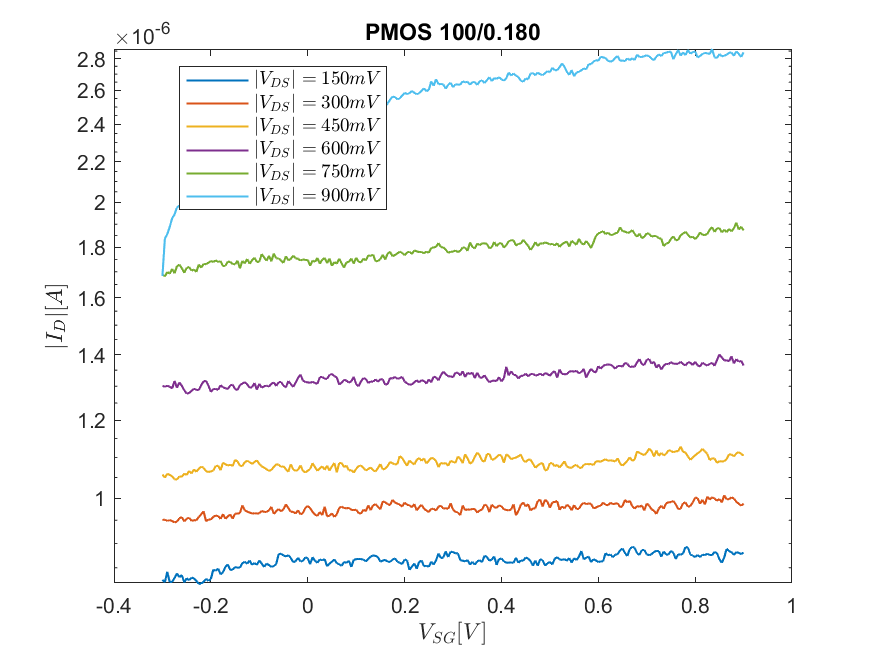 PMOS 100/0.180
×10^-6
2.8
2.6
2.4
2.2
2
1.8
1.6
1.4
1.2
1
|I_D|[A]
|V_DS| = 150mV
|V_DS| = 300mV
|V_DS| = 450mV
|V_DS| = 600mV
|V_DS| = 750mV
|V_DS| = 900mV
-0.4 -0.2 0 0.2 0.4 0.6 0.8 1
V_SG[V]